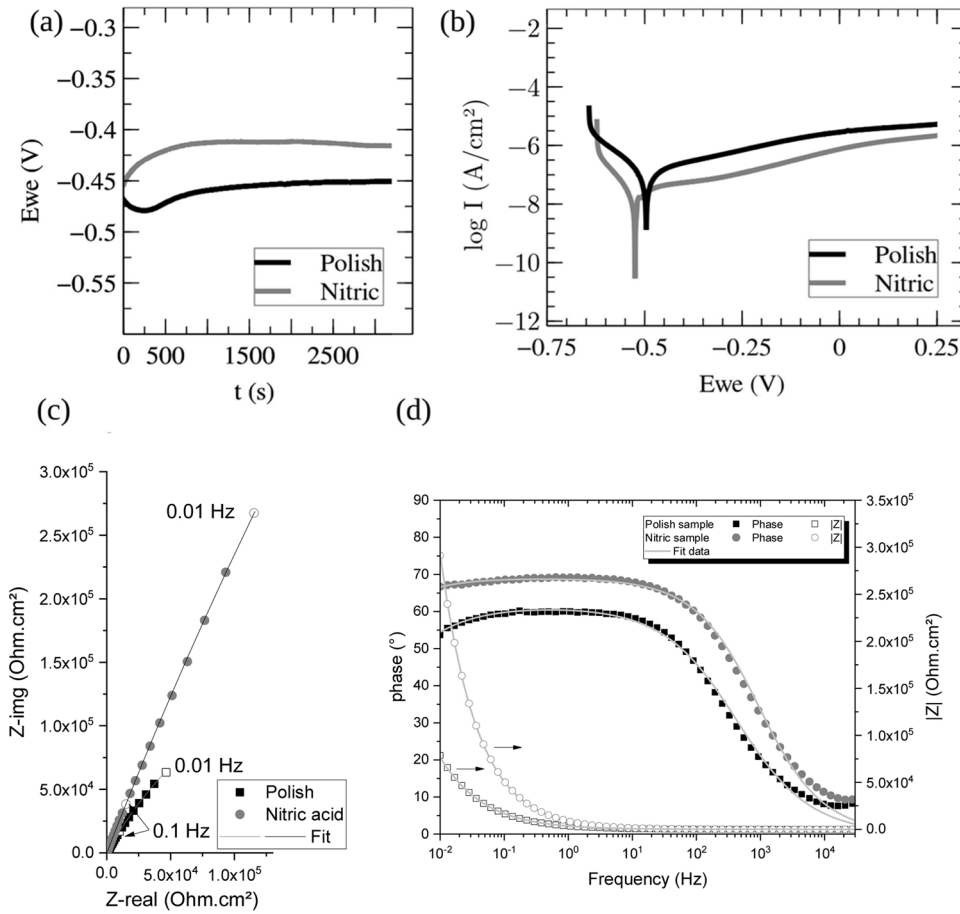 (a)
Ewe (V)
−0.3
−0.35
−0.4
−0.45
−0.5
−0.55
0 500 1500 2500
t (s)
Polish
Nitric
(b)
log I (A/cm²)
−2
−4
−6
−8
−10
−12
−0.75 −0.5 −0.25 0 0.25
Ewe (V)
Polish
Nitric
(c)
Z-img (Ohm.cm²)
3.0x10⁵
2.5x10⁵
2.0x10⁵
1.5x10⁵
1.0x10⁵
5.0x10⁴
0.0
0.0 5.0x10⁴ 1.0x10⁵
Z-real (Ohm.cm²)
0.01 Hz
0.01 Hz
0.1 Hz
Polish
Nitric acid
Fit
(d)
phase (°)
90
80
70
60
50
40
30
20
10
0
10⁻² 10⁻¹ 10⁰ 10¹ 10² 10³ 10⁴
Frequency (Hz)
3.5x10⁵
3.0x10⁵
2.5x10⁵
2.0x10⁵
1.5x10⁵
1.0x10⁵
5.0x10⁴
0.0
|Z| (Ohm.cm²)
Polish sample Phase |Z|
Nitric sample Phase |Z|
Fit data